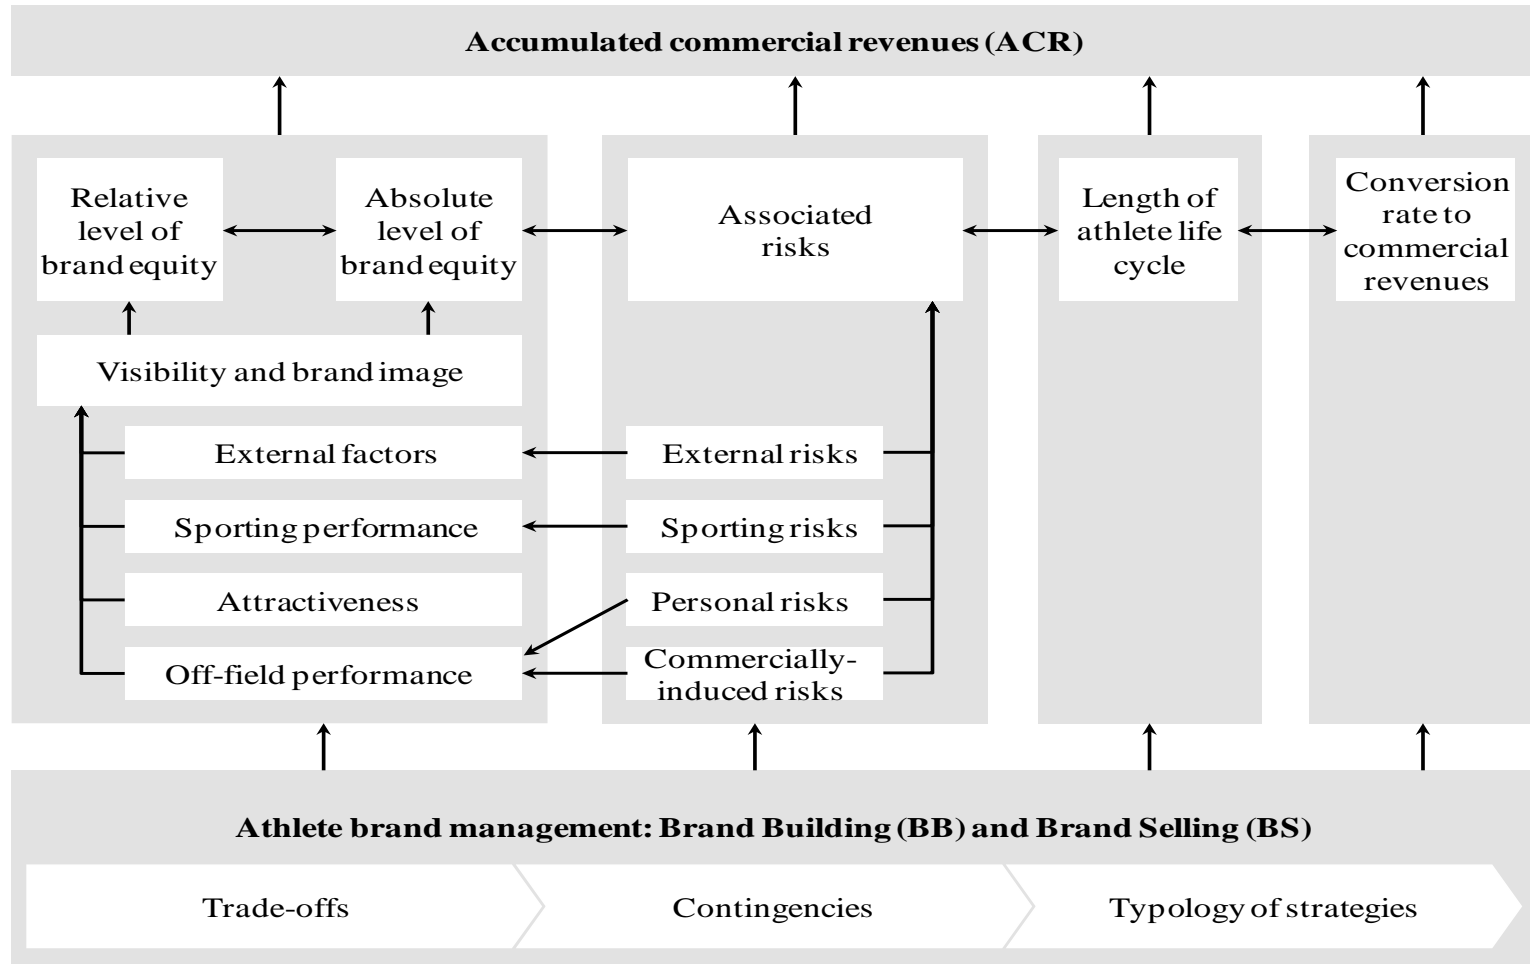 Accumulated commercial revenues (ACR)
Relative
level of
brand equity
Absolute
level of
brand equity
Associated
risks
Length of
athlete life
cycle
Conversion
rate to
commercial
revenues
Visibility and brand image
External factors
External risks
Sporting performance
Sporting risks
Attractiveness
Personal risks
Off-field performance
Commercially-
induced risks
Athlete brand management: Brand Building (BB) and Brand Selling (BS)
Trade-offs
Contingencies
Typology of strategies